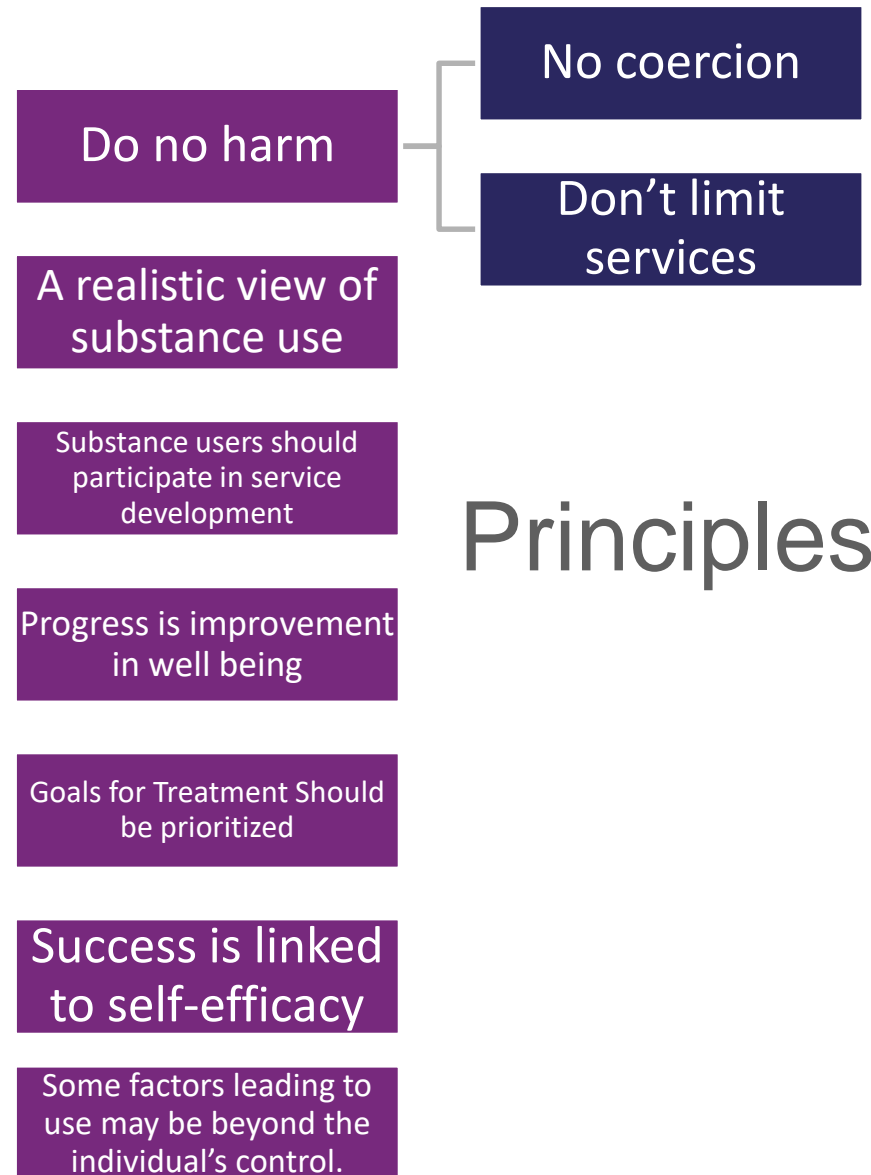 Do no harm
No coercion
Don’t limit
services
A realistic view of
substance use
Substance users should
participate in service
development
Principles
Progress is improvement
in well being
Goals for Treatment Should
be prioritized
Success is linked
to self-efficacy
Some factors leading to
use may be beyond the
individual’s control.